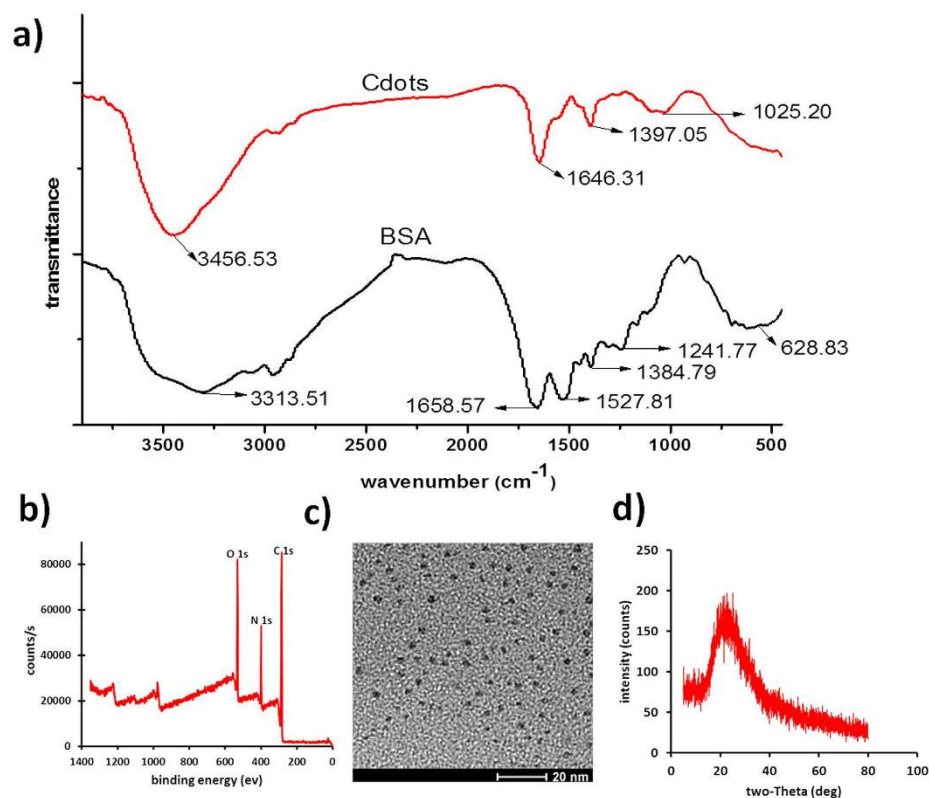 a)
Cdots
1025.20
1397.05
1646.31
3456.53
BSA
1241.77
628.83
1384.79
3313.51
1658.57
1527.81
transmittance
3500
3000
2500
2000
1500
1000
500
wavenumber (cm-1)
b)
O 1s
C 1s
N 1s
80000
60000
40000
20000
0
counts/s
1400
1200
1000
800
600
400
200
0
binding energy (ev)
c)
20 nm
d)
250
200
150
100
50
0
intensity (counts)
0
20
40
60
80
100
two-Theta (deg)